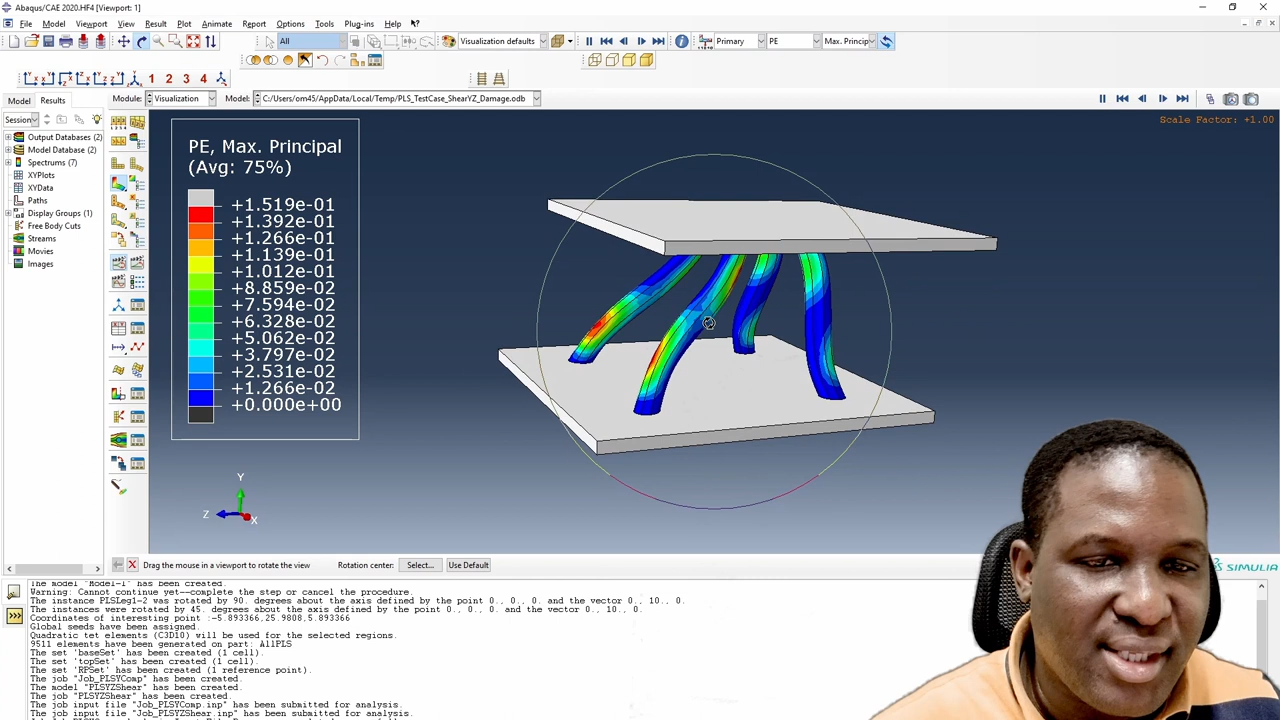 Abaqus/CAE 2020.HF4 [Viewport: 1]
File Model Viewport View Result Plot Animate Report Options Tools Plug-ins Help
All Visualization defaults Primary PE Max. Princip
1 2 3 4
Model Results Module: Visualization Model: C:/Users/om45/AppData/Local/Temp/PLS_TestCase_ShearYZ_Damage.odb
Session
Output Databases (2)
Model Database (2)
Spectrums (7)
XYPlots
XYData
Paths
Display Groups (1)
Free Body Cuts
Streams
Movies
Images
Scale Factor: +1.00
PE, Max. Principal
(Avg: 75%)
+1.519e-01
+1.392e-01
+1.266e-01
+1.139e-01
+1.012e-01
+8.859e-02
+7.594e-02
+6.328e-02
+5.062e-02
+3.797e-02
+2.531e-02
+1.266e-02
+0.000e+00
Y
Z
X
Drag the mouse in a viewport to rotate the view Rotation center: Select... Use Default
SIMULIA
The model "Model-1" has been created.
Warning: Cannot continue yet--complete the step or cancel the procedure.
The instance PLSLeg1-2 was rotated by 90. degrees about the axis defined by the point 0., 0., 0. and the vector 0., 10., 0.
The instances were rotated by 45. degrees about the axis defined by the point 0., 0., 0. and the vector 0., 10., 0.
Coordinates of interesting point :-5.893366,25.9808,5.893366
Global seeds have been assigned.
Quadratic tet elements (C3D10) will be used for the selected regions.
9511 elements have been generated on part: AllPLS
The set 'baseSet' has been created (1 cell).
The set 'topSet' has been created (1 cell).
The set 'RPSet' has been created (1 reference point).
The job "Job_PLSYComp" has been created.
The model "PLSYZShear" has been created.
The job "PLSYZShear" has been created.
The job input file "Job_PLSYComp.inp" has been submitted for analysis.
The job input file "Job_PLSYZShear.inp" has been submitted for analysis.